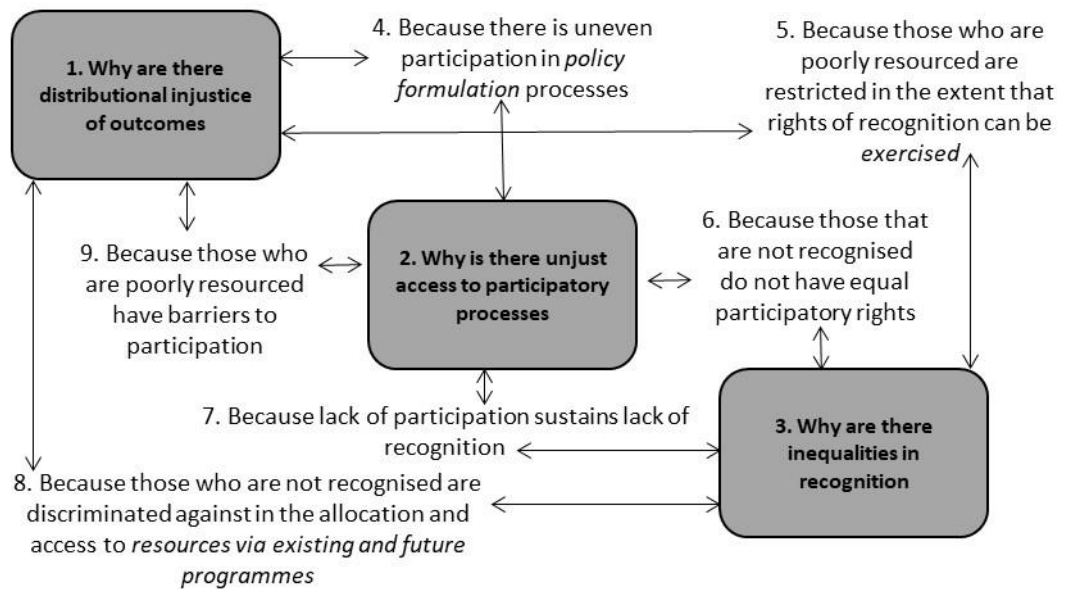 1. Why are there
distributional injustice
of outcomes
4. Because there is uneven
participation in policy
formulation processes
5. Because those who are
poorly resourced are
restricted in the extent that
rights of recognition can be
exercised
9. Because those who
are poorly resourced
have barriers to
participation
2. Why is there unjust
access to participatory
processes
6. Because those that
are not recognised
do not have equal
participatory rights
7. Because lack of participation sustains lack of
recognition
3. Why are there
inequalities in
recognition
8. Because those who are not recognised are
discriminated against in the allocation and
access to resources via existing and future
programmes